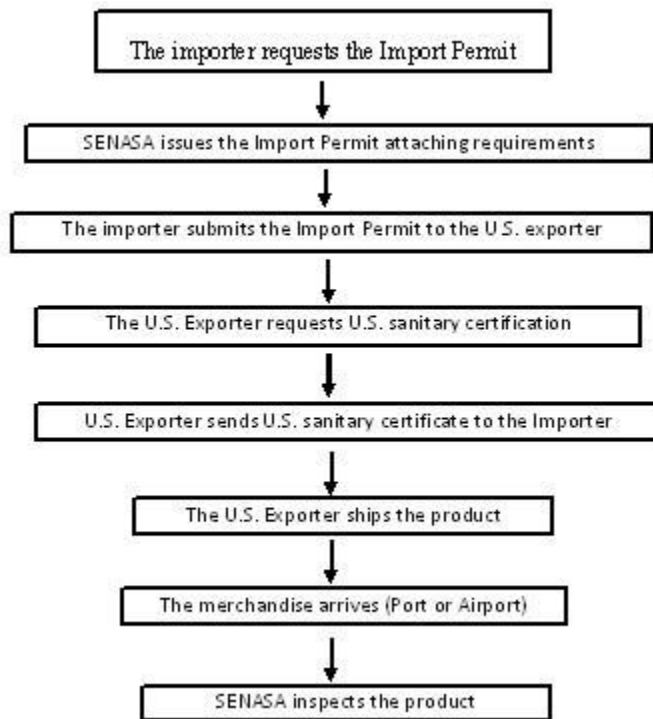 The importer requests the Import Permit
SENASA issues the Import Permit attaching requirements
The importer submits the Import Permit to the U.S. exporter
The U.S. Exporter requests U.S. sanitary certification
U.S. Exporter sends U.S. sanitary certificate to the Importer
The U.S. Exporter ships the product
The merchandise arrives (Port or Airport)
SENASA inspects the product